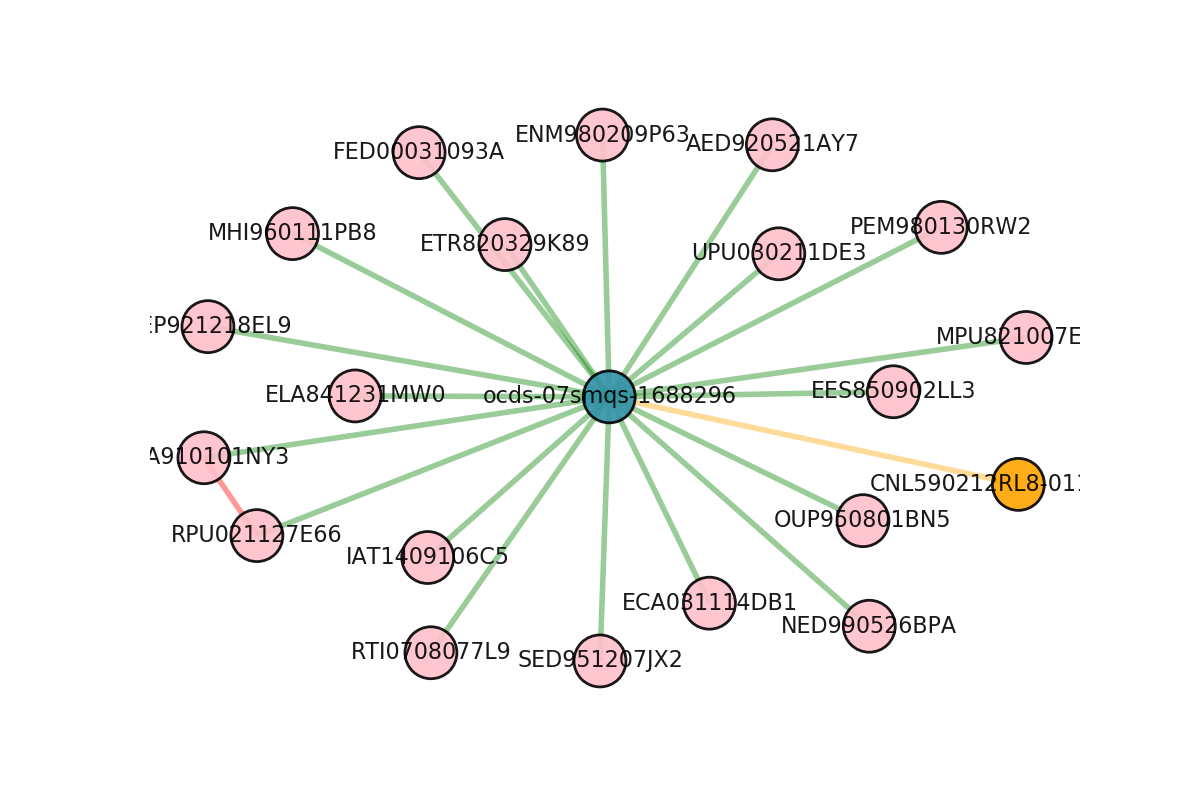 ENM980209P63
AED920521AY7
FED00031093A
PEM980130RW2
MHI960111PB8
ETR820329K89
UPU030211DE3
EP921218EL9
MPU821007E
ELA841231MW0
ocds-07smqs-1688296
EES850902LL3
A910101NY3
CNL590212RL8-011
OUP950801BN5
RPU021127E66
IAT1409106C5
ECA031114DB1
NED990526BPA
RTI0708077L9
SED951207JX2